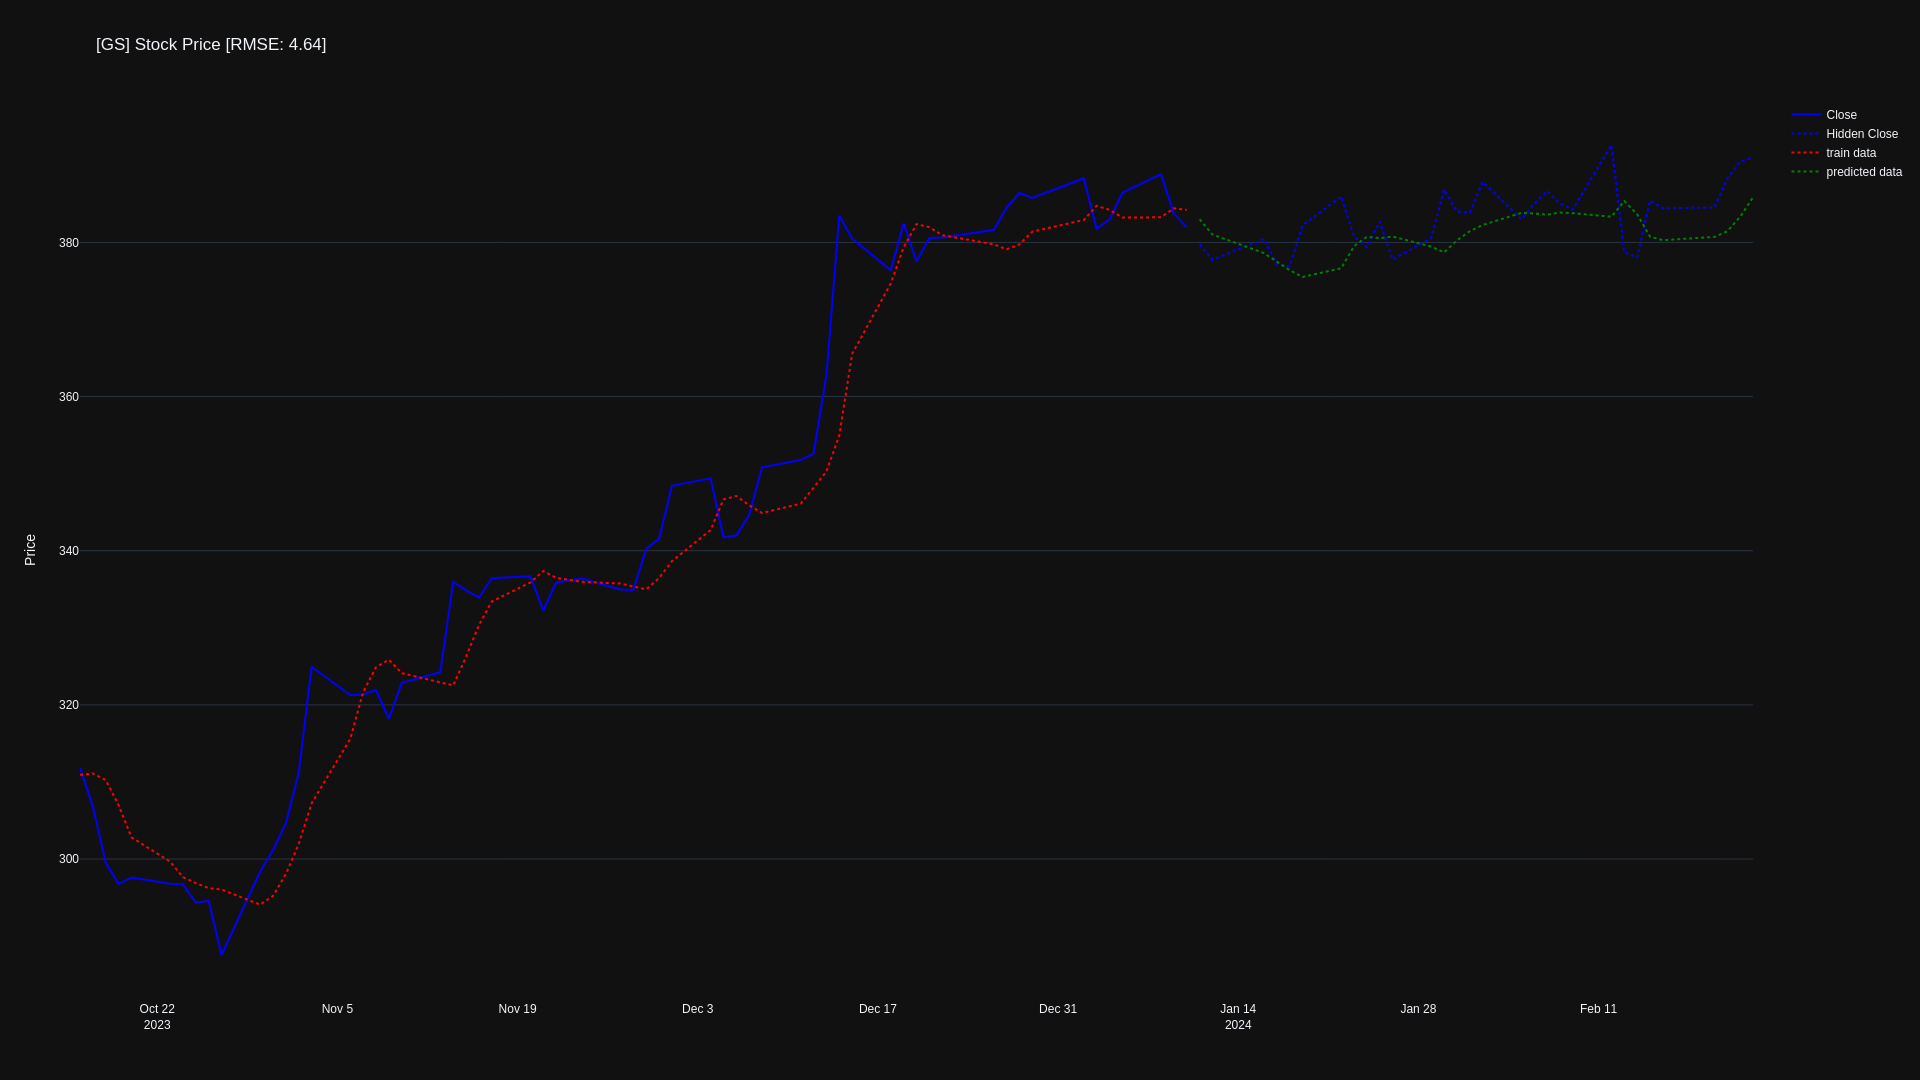 [GS] Stock Price [RMSE: 4.64]
Close
Hidden Close
train data
predicted data
380
360
340
320
300
Price
Oct 22
2023
Nov 5
Nov 19
Dec 3
Dec 17
Dec 31
Jan 14
2024
Jan 28
Feb 11